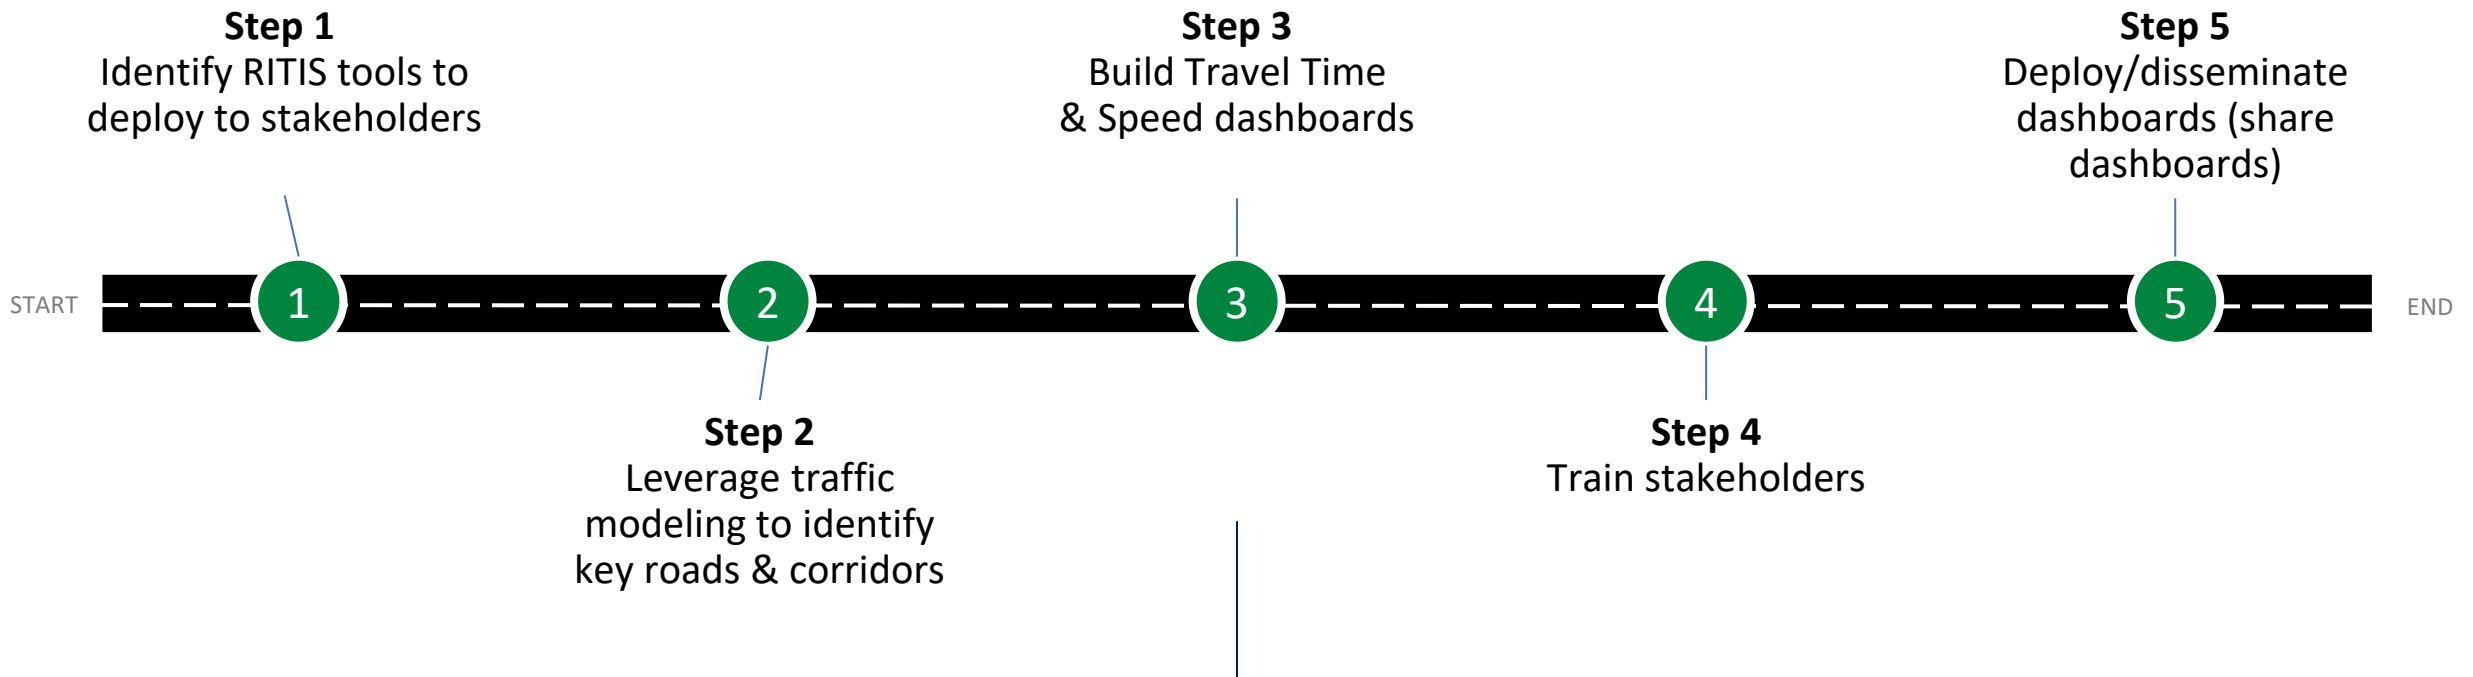 Step 1
Identify RITIS tools to
deploy to stakeholders
Step 3
Build Travel Time
& Speed dashboards
Step 5
Deploy/disseminate
dashboards (share
dashboards)
START
1
2
3
4
5
END
Step 2
Leverage traffic
modeling to identify
key roads & corridors
Step 4
Train stakeholders